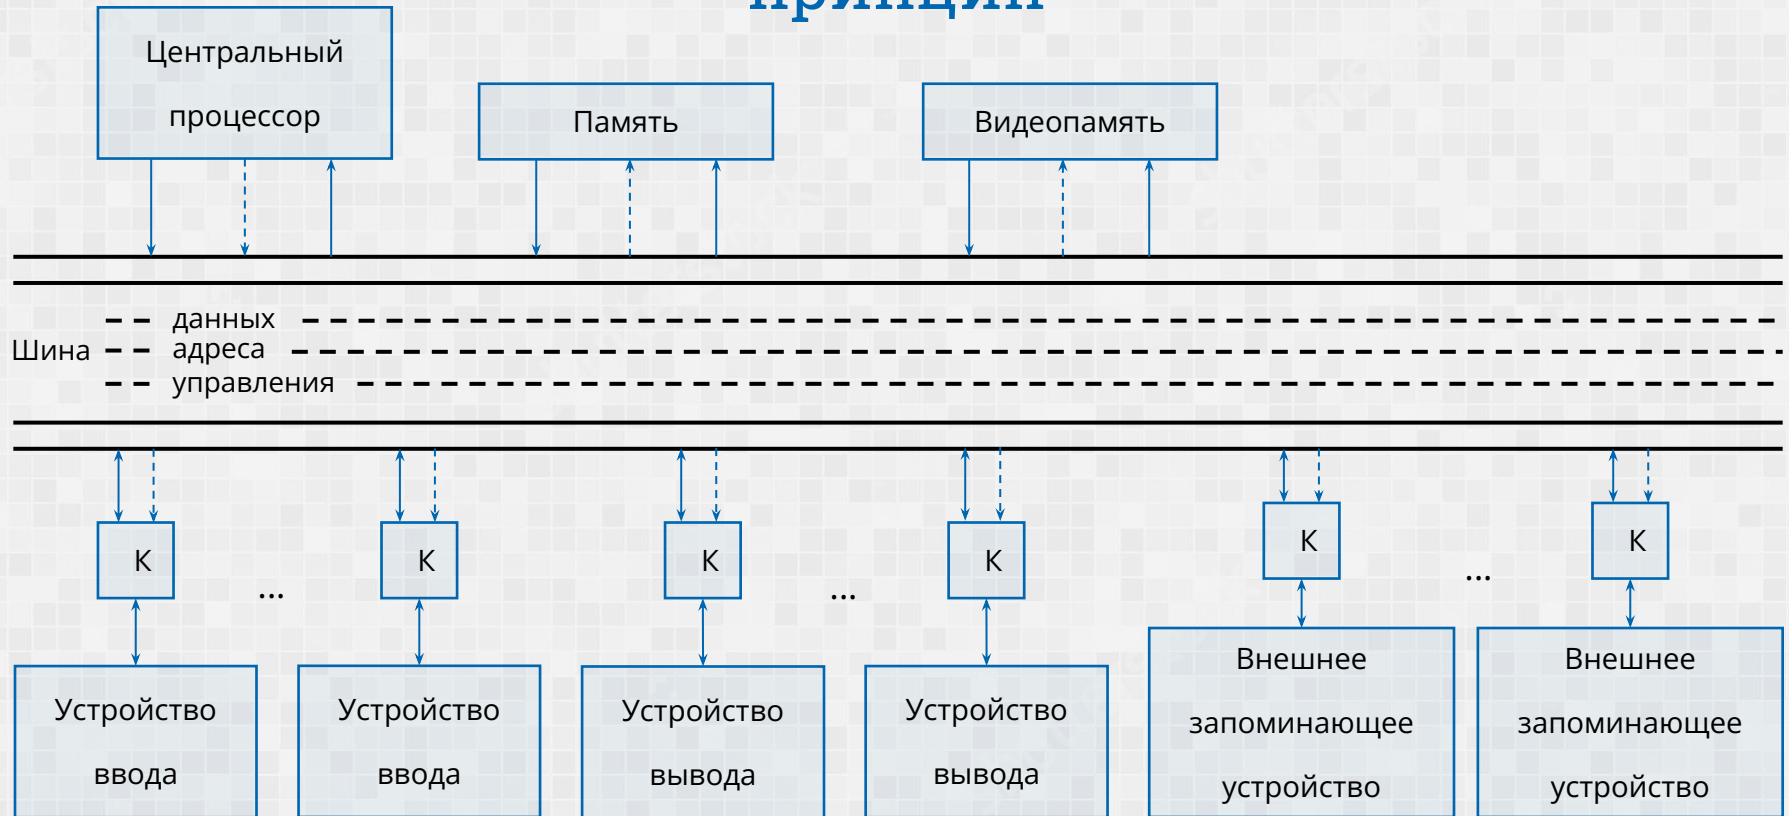 принцип
Центральный
процессор
Память
Видеопамять
данных
Шина
адреса
управления
К
К
К
К
К
К
...
...
...
Устройство
ввода
Устройство
ввода
Устройство
вывода
Устройство
вывода
Внешнее
запоминающее
устройство
Внешнее
запоминающее
устройство